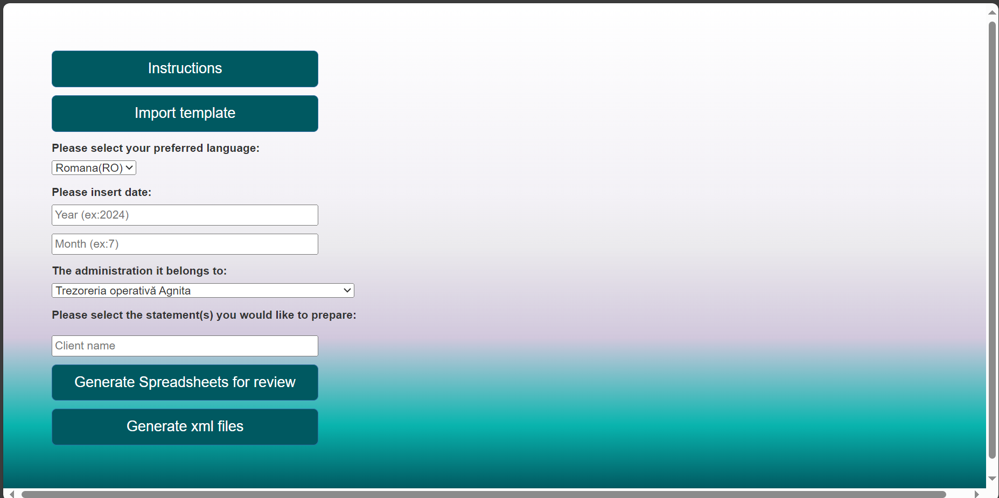 Instructions
Import template
Please select your preferred language:
Romana(RO)
Please insert date:
Year (ex:2024)
Month (ex:7)
The administration it belongs to:
Trezoreria operativă Agnita
Please select the statement(s) you would like to prepare:
Client name
Generate Spreadsheets for review
Generate xml files